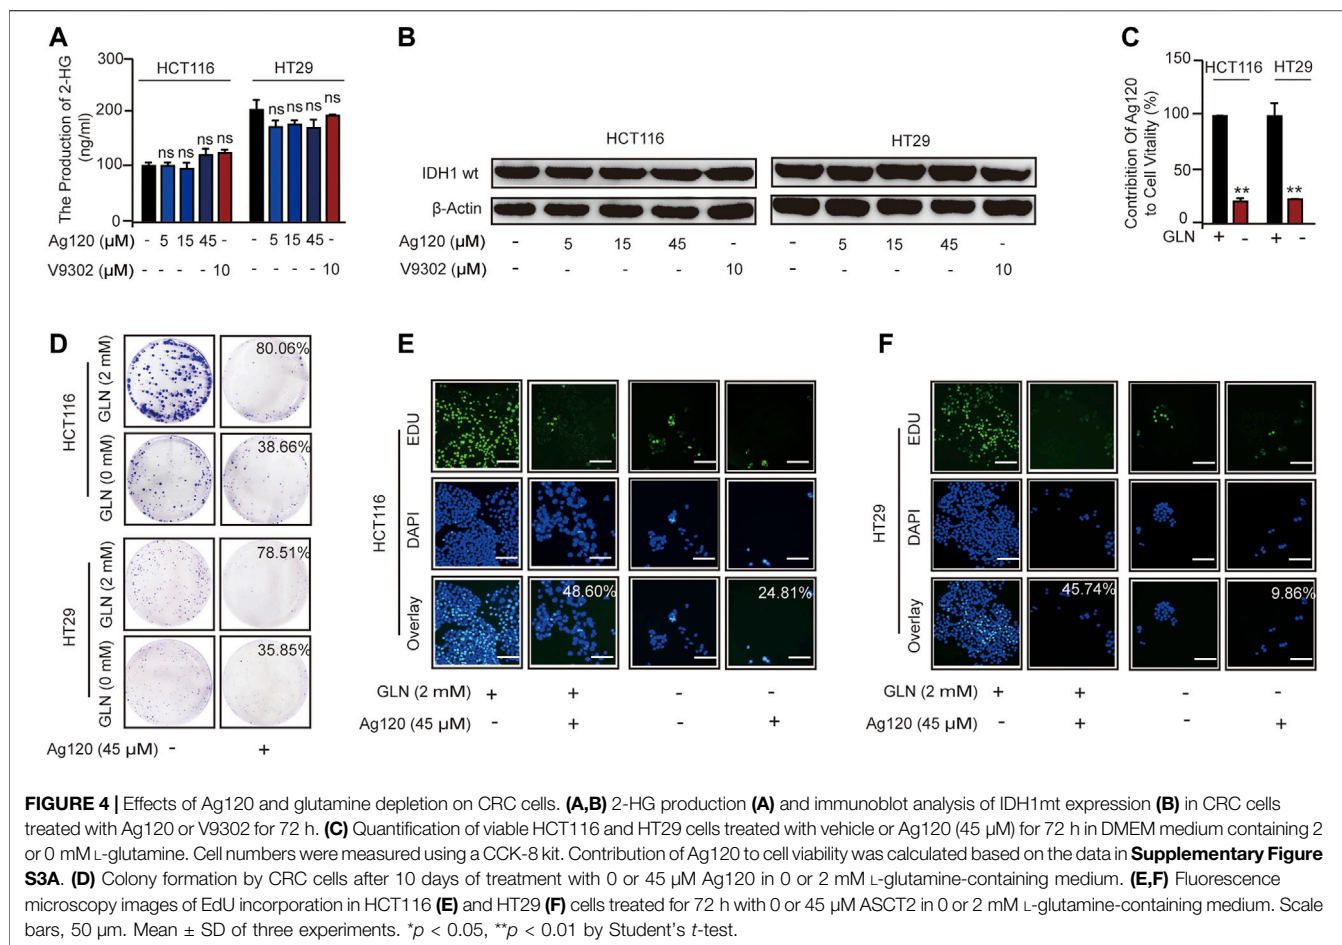 A
The Production of 2-HG
(ng/ml)
300
200
100
0
HCT116
HT29
ns ns ns ns
ns ns ns ns
Ag120 (μM) - 5 15 45 - - 5 15 45 -
V9302 (μM) - - - - 10 - - - - 10
B
HCT116
HT29
IDH1 wt
β-Actin
Ag120 (μM) - 5 15 45 - - 5 15 45 -
V9302 (μM) - - - - 10 - - - - 10
C
Contribition Of Ag120
to Cell Vitality (%)
150
100
50
0
HCT116 HT29
** **
GLN + - + -
D
HCT116
GLN (2 mM)
80.06%
GLN (0 mM)
38.66%
HT29
GLN (2 mM)
78.51%
GLN (0 mM)
35.85%
Ag120 (45 μM) - +
E
HCT116
EDU
DAPI
Overlay
48.60%
24.81%
GLN (2 mM) + + - -
Ag120 (45 μM) - + - +
F
HT29
EDU
DAPI
Overlay
45.74%
9.86%
GLN (2 mM) + + - -
Ag120 (45 μM) - + - +
FIGURE 4 | Effects of Ag120 and glutamine depletion on CRC cells. (A,B) 2-HG production (A) and immunoblot analysis of IDH1mt expression (B) in CRC cells
treated with Ag120 or V9302 for 72 h. (C) Quantification of viable HCT116 and HT29 cells treated with vehicle or Ag120 (45 μM) for 72 h in DMEM medium containing 2
or 0 mM L-glutamine. Cell numbers were measured using a CCK-8 kit. Contribution of Ag120 to cell viability was calculated based on the data in Supplementary Figure
S3A. (D) Colony formation by CRC cells after 10 days of treatment with 0 or 45 μM Ag120 in 0 or 2 mM L-glutamine-containing medium. (E,F) Fluorescence
microscopy images of EdU incorporation in HCT116 (E) and HT29 (F) cells treated for 72 h with 0 or 45 μM ASCT2 in 0 or 2 mM L-glutamine-containing medium. Scale
bars, 50 μm. Mean ± SD of three experiments. *p < 0.05, **p < 0.01 by Student's t-test.